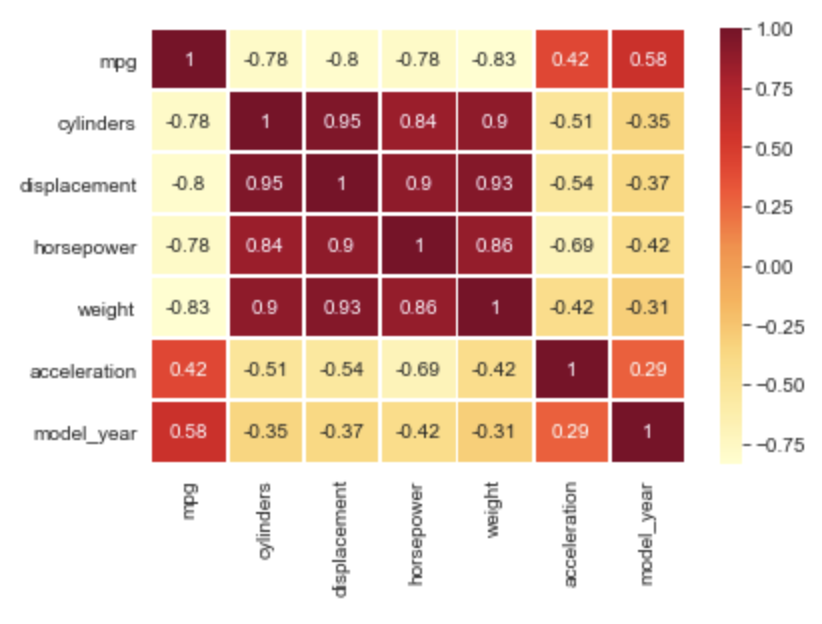 mpg 1 -0.78 -0.8 -0.78 -0.83 0.42 0.58
cylinders -0.78 1 0.95 0.84 0.9 -0.51 -0.35
displacement -0.8 0.95 1 0.9 0.93 -0.54 -0.37
horsepower -0.78 0.84 0.9 1 0.86 -0.69 -0.42
weight -0.83 0.9 0.93 0.86 1 -0.42 -0.31
acceleration 0.42 -0.51 -0.54 -0.69 -0.42 1 0.29
model_year 0.58 -0.35 -0.37 -0.42 -0.31 0.29 1
mpg
cylinders
displacement
horsepower
weight
acceleration
model_year
1.00
0.75
0.50
0.25
0.00
−0.25
−0.50
−0.75